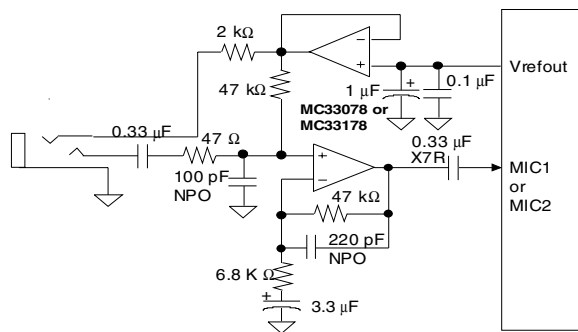 2 kΩ
47 kΩ
1 µF
0.1 µF
Vrefout
MC33078 or
MC33178
0.33 µF
47 Ω
100 pF
NPO
0.33 µF
X7R
MIC1
or
MIC2
47 kΩ
220 pF
NPO
6.8 K Ω
3.3 µF
+
−
+
+
−
+